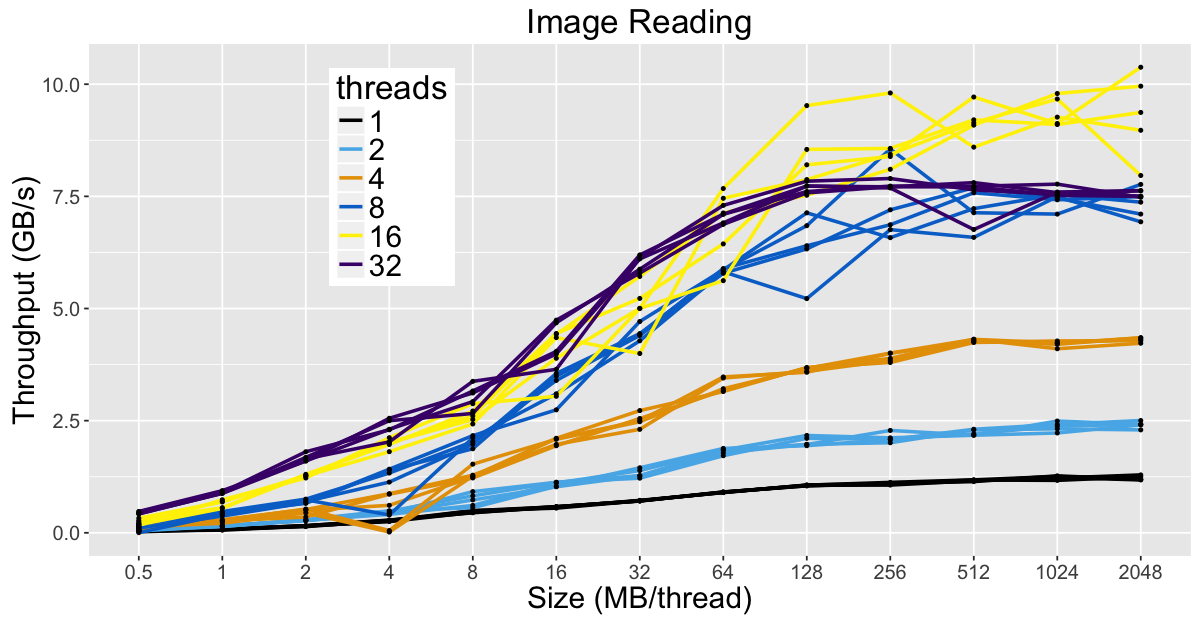 Image Reading
Throughput (GB/s)
10.0
7.5
5.0
2.5
0.0
threads
1
2
4
8
16
32
0.5 1 2 4 8 16 32 64 128 256 512 1024 2048
Size (MB/thread)